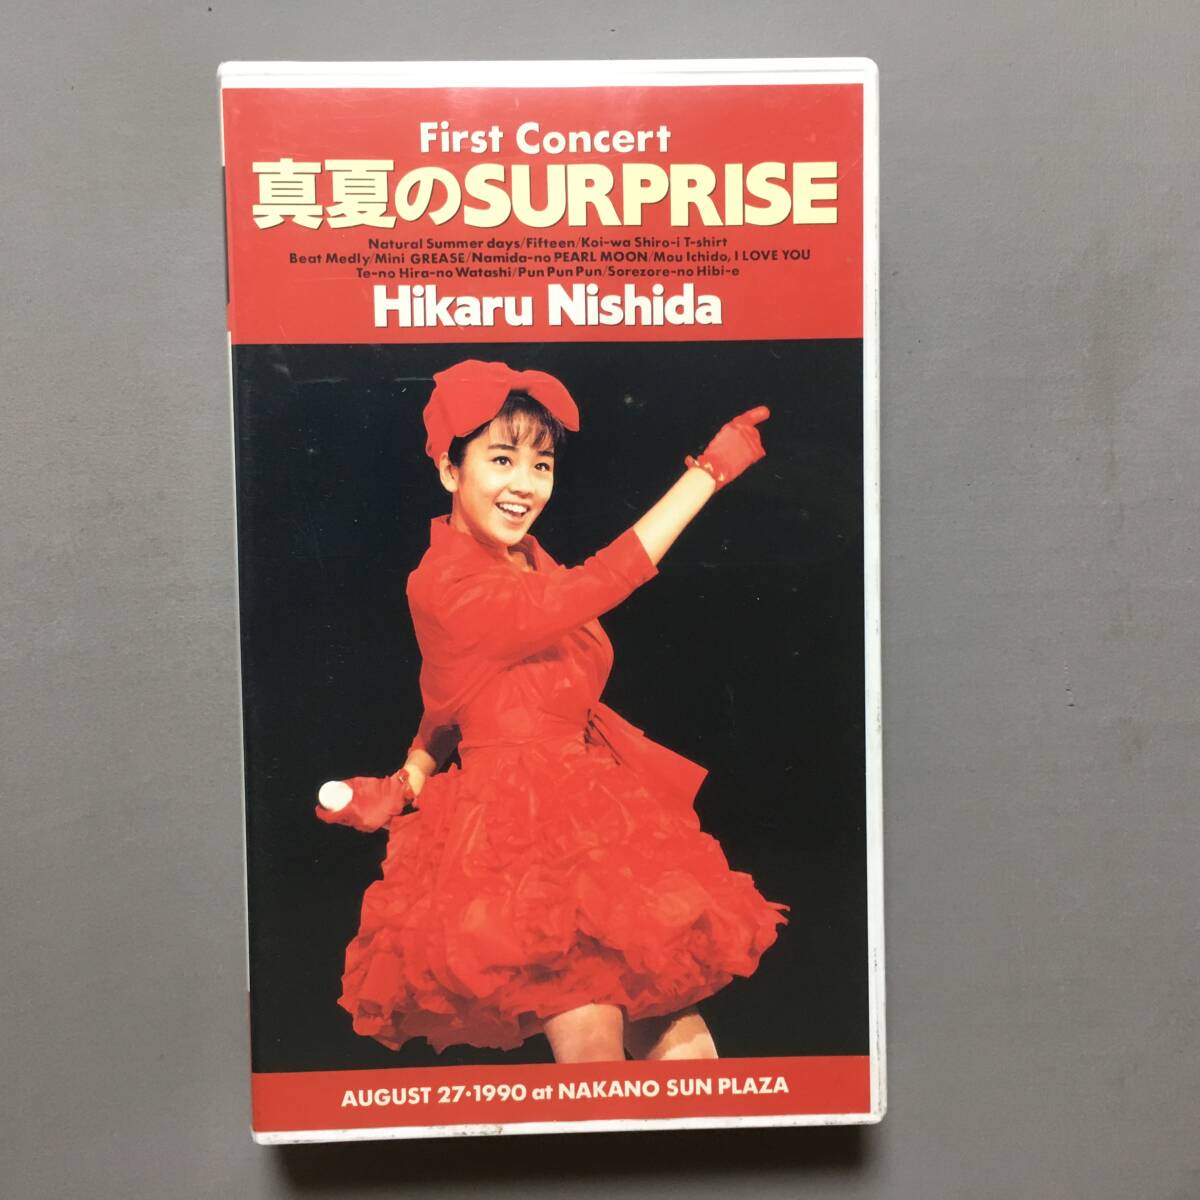 First Concert
真夏のSURPRISE
Natural Summer days/Fifteen/Koi-wa Shiro-i T-shirt
Beat Medly/Mini GREASE/Namida-no PEARL MOON/Mou Ichido, I LOVE YOU
Te-no Hira-no Watashi/Pun Pun Pun/Sorezore-no Hibi-e
Hikaru Nishida
AUGUST 27・1990 at NAKANO SUN PLAZA